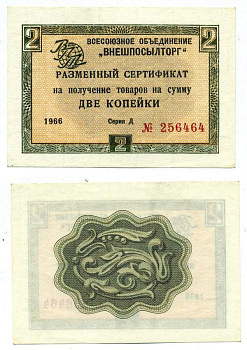 2 ВСЕСОЮЗНОЕ ОБЪЕДИНЕНИЕ 2
„ВНЕШПОСЫЛТОРГ"
РАЗМЕННЫЙ СЕРТИФИКАТ
на получение товаров на сумму
ДВЕ КОПЕЙКИ
1966 Серия Д № 256464
2